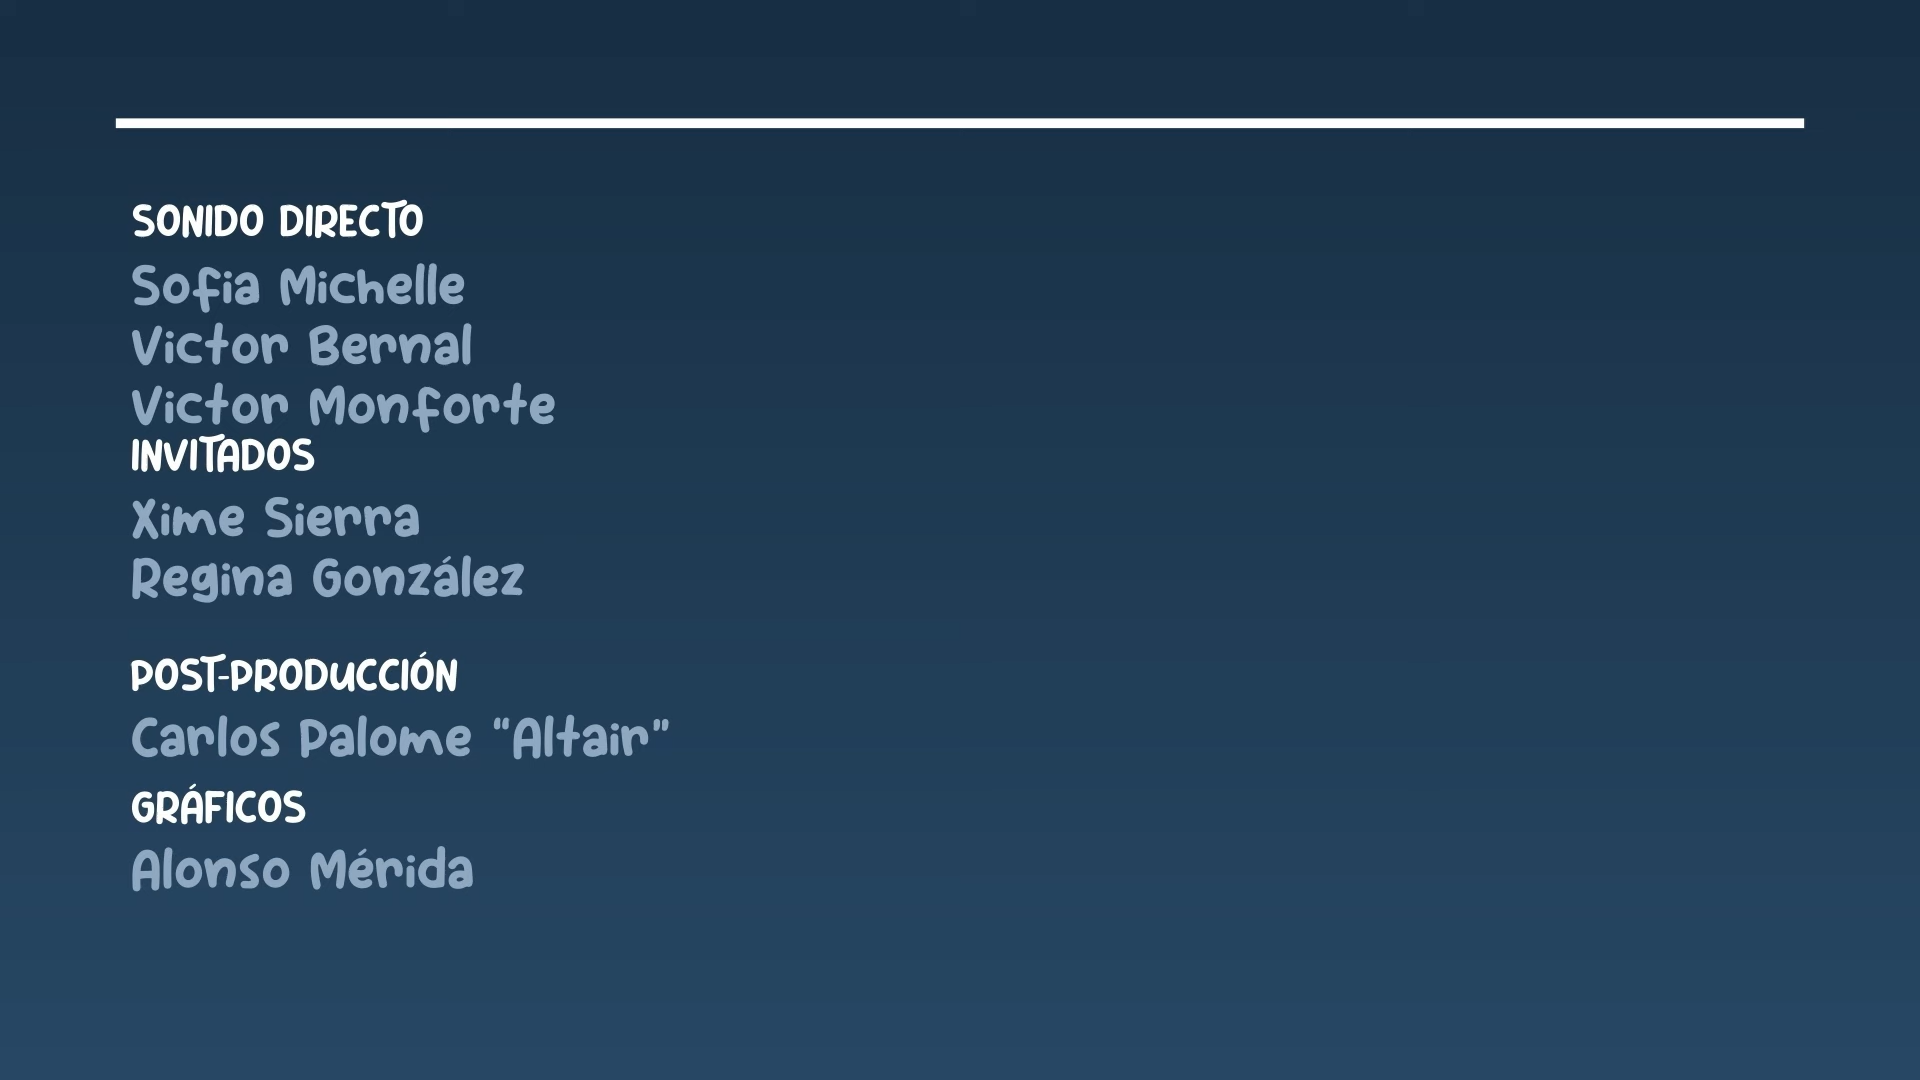 SONIDO DIRECTO
Sofia Michelle
Victor Bernal
Victor Monforte
INVITADOS
Xime Sierra
Regina González
POST-PRODUCCIÓN
Carlos Palome "Altair"
GRÁFICOS
Alonso Mérida